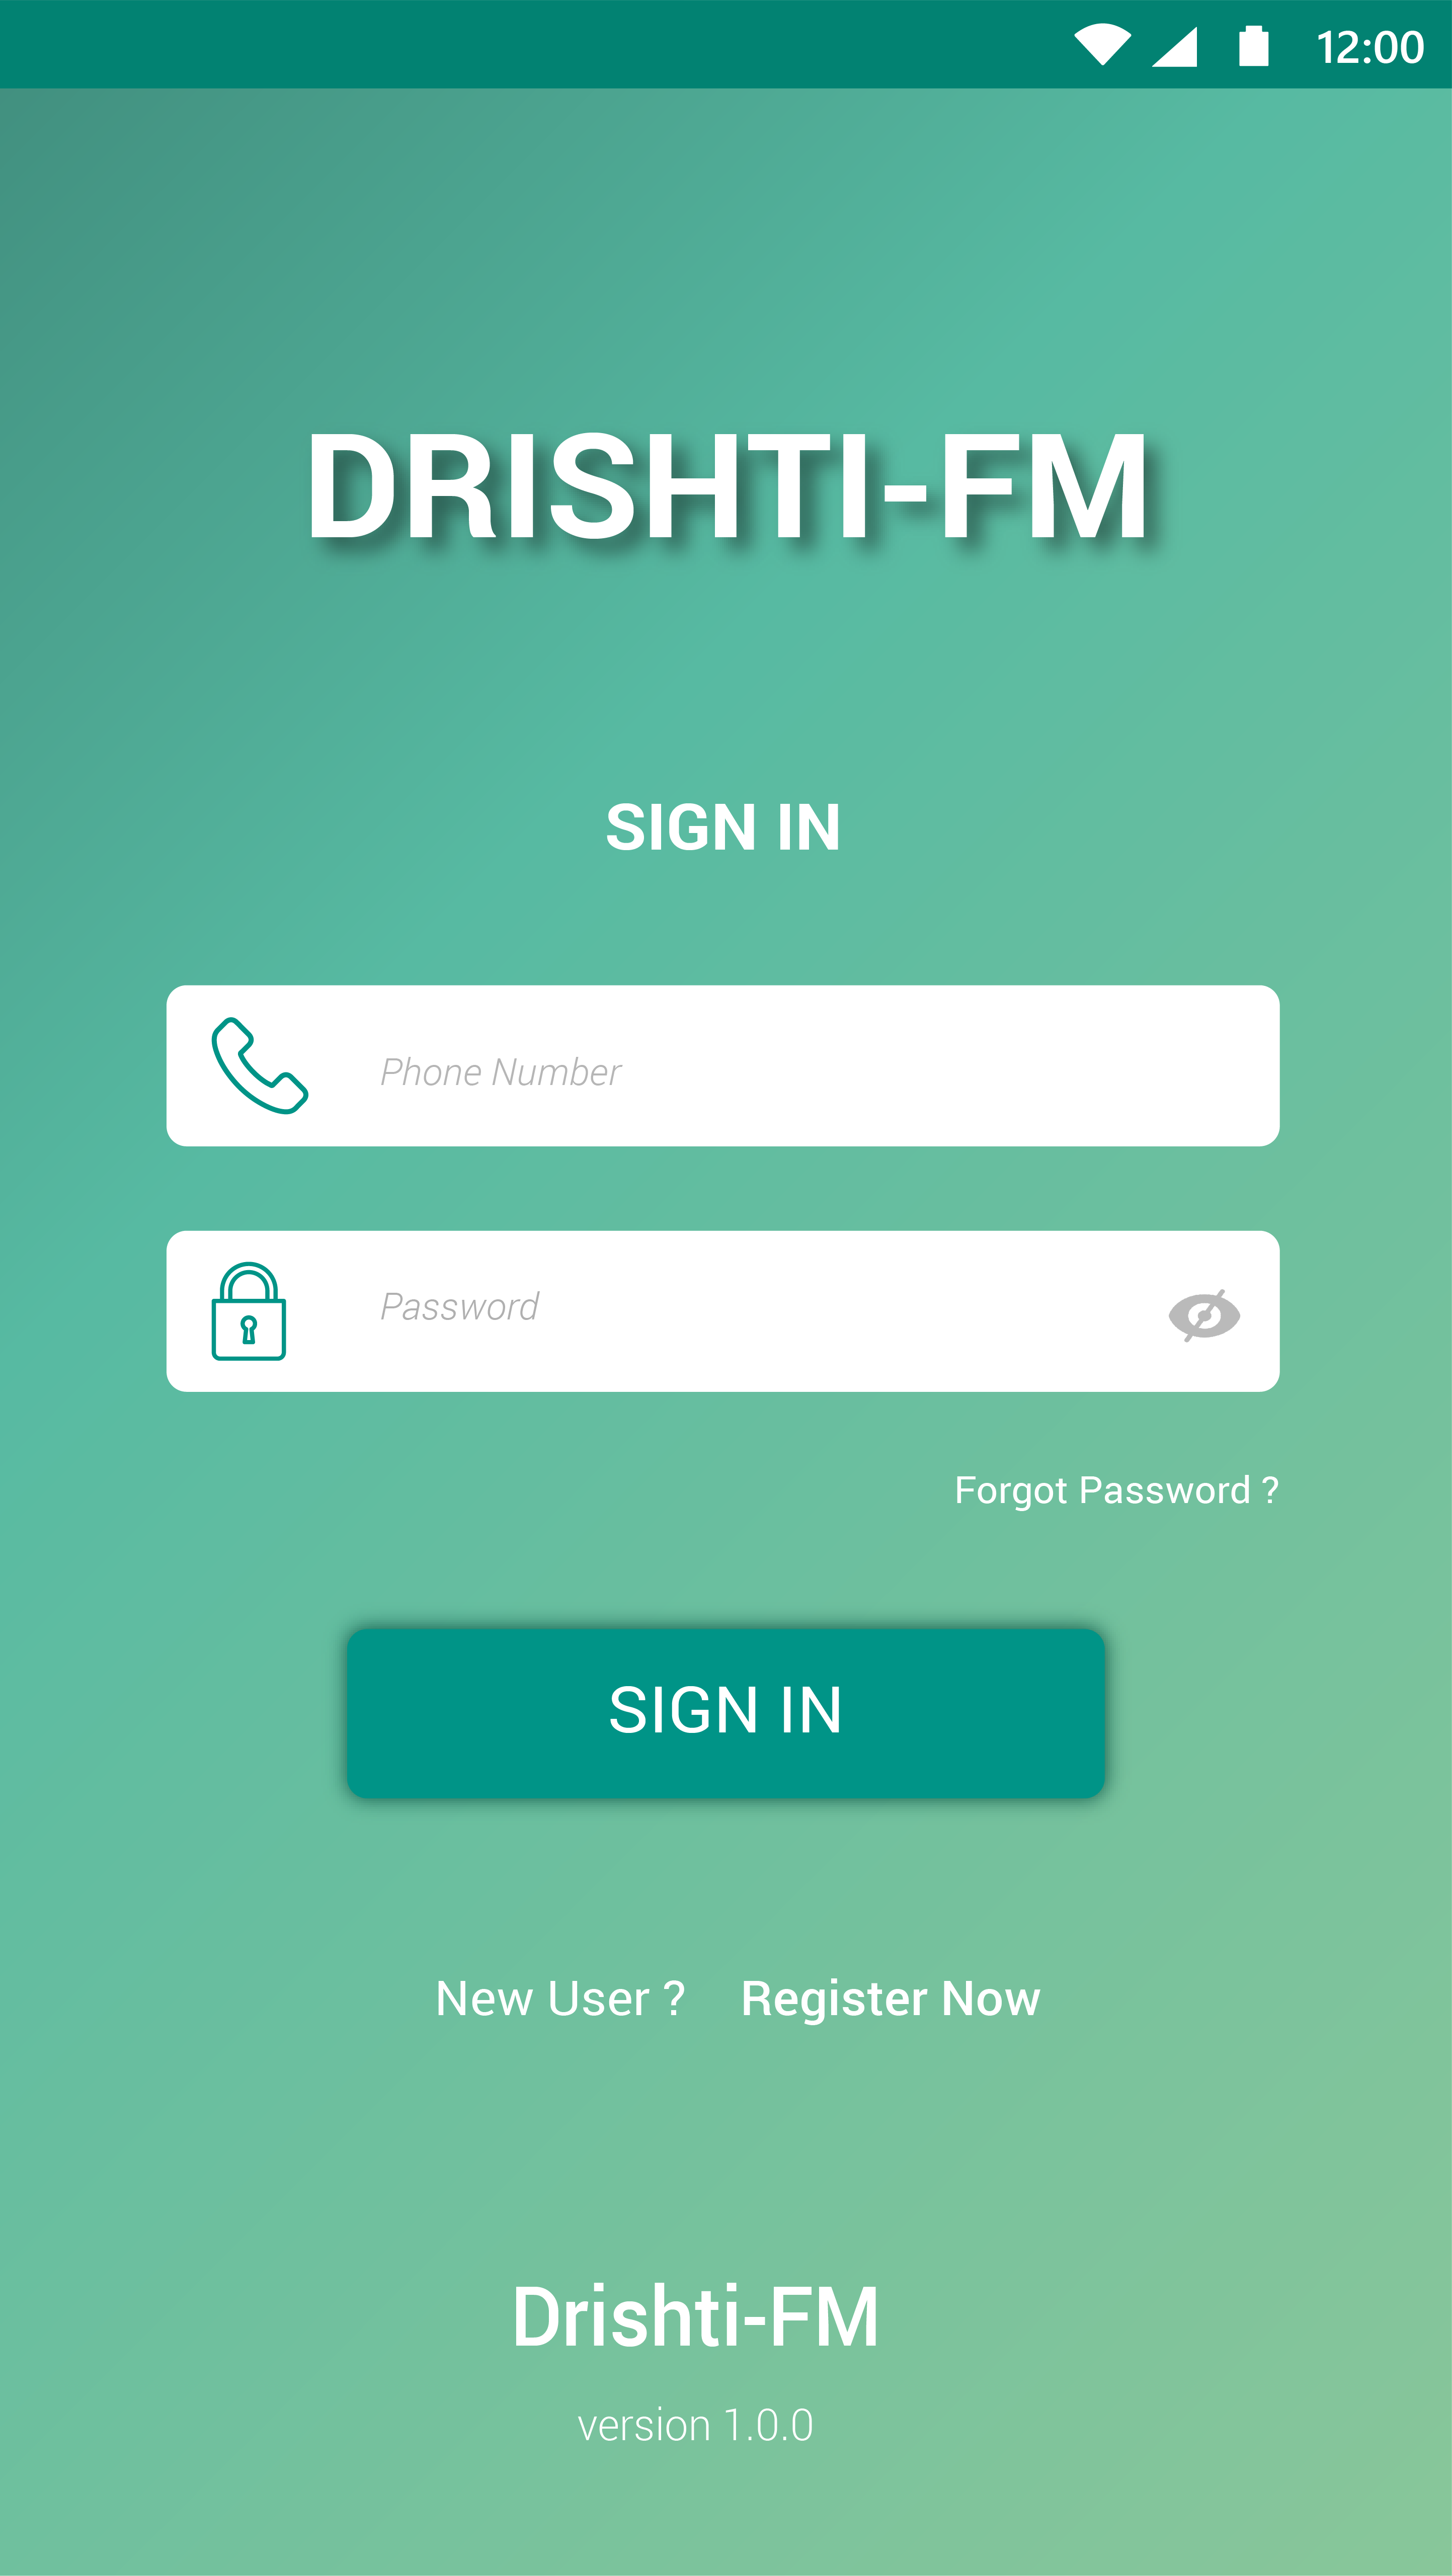 12:00
DRISHTI-FM
SIGN IN
Phone Number
Password
Forgot Password ?
SIGN IN
New User ? Register Now
Drishti-FM
version 1.0.0